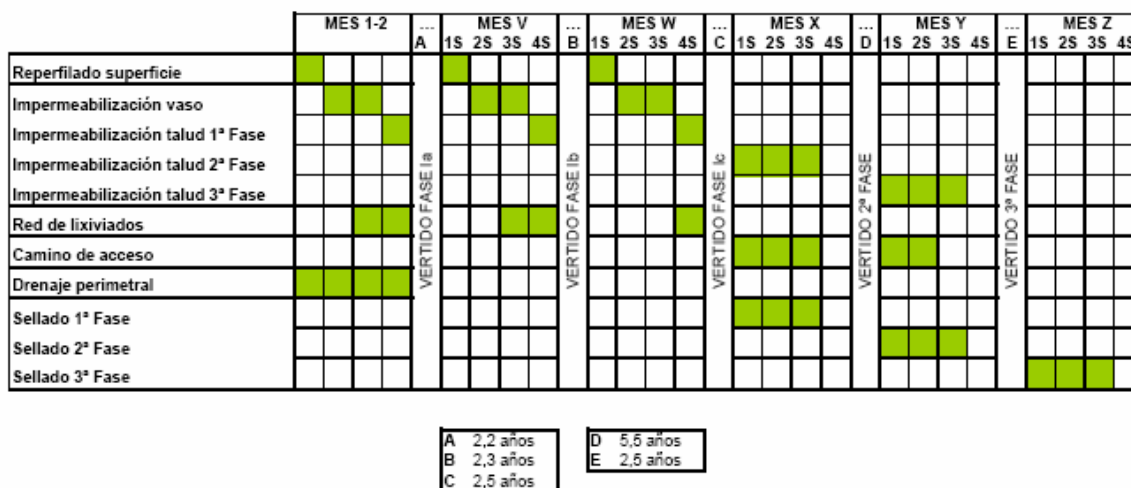 MES 1-2 ... MES V ... MES W ... MES X ... MES Y ... MES Z
A 1S 2S 3S 4S B 1S 2S 3S 4S C 1S 2S 3S 4S D 1S 2S 3S 4S E 1S 2S 3S 4S
Reperfilado superficie
Impermeabilización vaso
Impermeabilización talud 1ª Fase
Impermeabilización talud 2ª Fase
Impermeabilización talud 3ª Fase
Red de lixiviados
Camino de acceso
Drenaje perimetral
Sellado 1ª Fase
Sellado 2ª Fase
Sellado 3ª Fase
VERTIDO FASE Ia
VERTIDO FASE Ib
VERTIDO FASE Ic
VERTIDO 2ª FASE
VERTIDO 3ª FASE
A 2,2 años
B 2,3 años
C 2,5 años
D 5,5 años
E 2,5 años